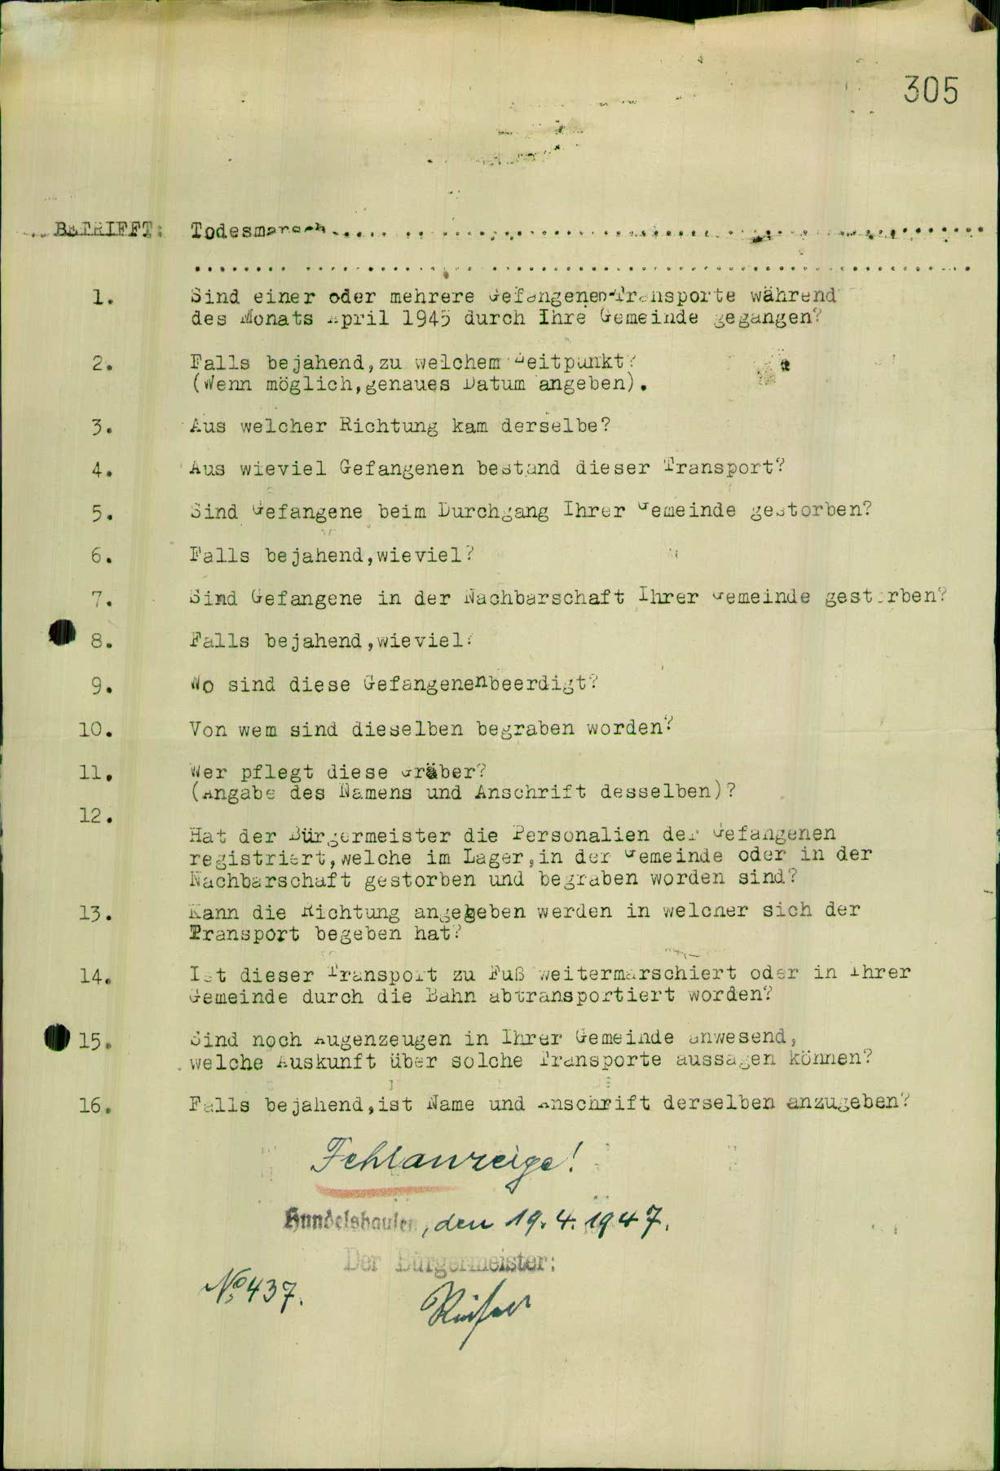 305
BETRIFFT: Todesmarsch
1. Sind einer oder mehrere Gefangenen-Transporte während
des Monats April 1945 durch Ihre Gemeinde gegangen?
2. Falls bejahend,zu welchem Zeitpunkt?
(Wenn möglich,genaues Datum angeben).
3. Aus welcher Richtung kam derselbe?
4. Aus wieviel Gefangenen bestand dieser Transport?
5. Sind Gefangene beim Durchgang Ihrer Gemeinde gestorben?
6. Falls bejahend,wieviel?
7. Sind Gefangene in der Nachbarschaft Ihrer Gemeinde gestorben?
8. Falls bejahend,wieviel?
9. Wo sind diese Gefangenenbeerdigt?
10. Von wem sind dieselben begraben worden?
11. Wer pflegt diese Gräber?
(Angabe des Namens und Anschrift desselben)?
12.
Hat der Bürgermeister die Personalien der Gefangenen
registriert,welche im Lager,in der Gemeinde oder in der
Nachbarschaft gestorben und begraben worden sind?
13. Kann die Richtung angegeben werden in welcher sich der
Transport begeben hat?
14. Ist dieser Transport zu Fuß weitermarschiert oder in Ihrer
Gemeinde durch die Bahn abtransportiert worden?
15. Sind noch Augenzeugen in Ihrer Gemeinde anwesend,
welche Auskunft über solche Transporte aussagen können?
16. Falls bejahend,ist Name und Anschrift derselben anzugeben?
Fehlanzeige!
Hundelshausen, den 19.4.1947.
Der Bürgermeister:
No 437.